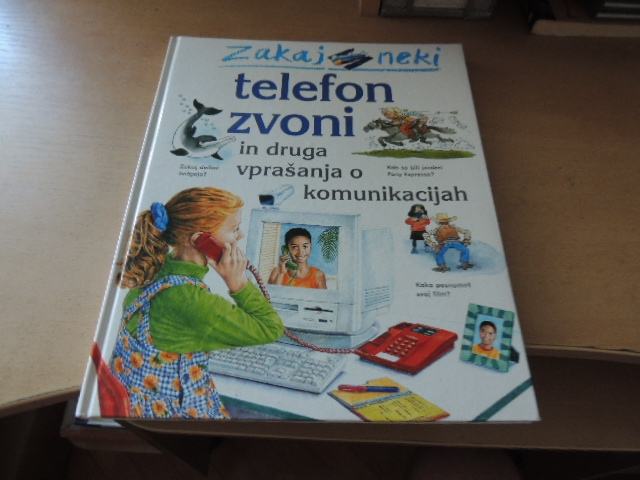 Zakaj neki
telefon
zvoni
in druga
vprašanja o
komunikacijah
Zakaj delfini
Kdo so bili jezdeci
Pony Expressa?
Kako posnameš
svoj film?